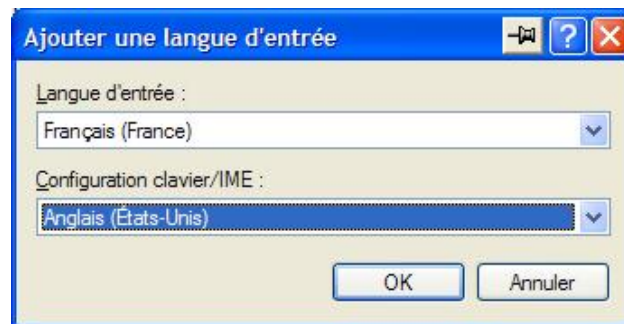 Ajouter une langue d'entrée
Langue d'entrée :
Français (France)
Configuration clavier/IME :
Anglais (États-Unis)
OK Annuler